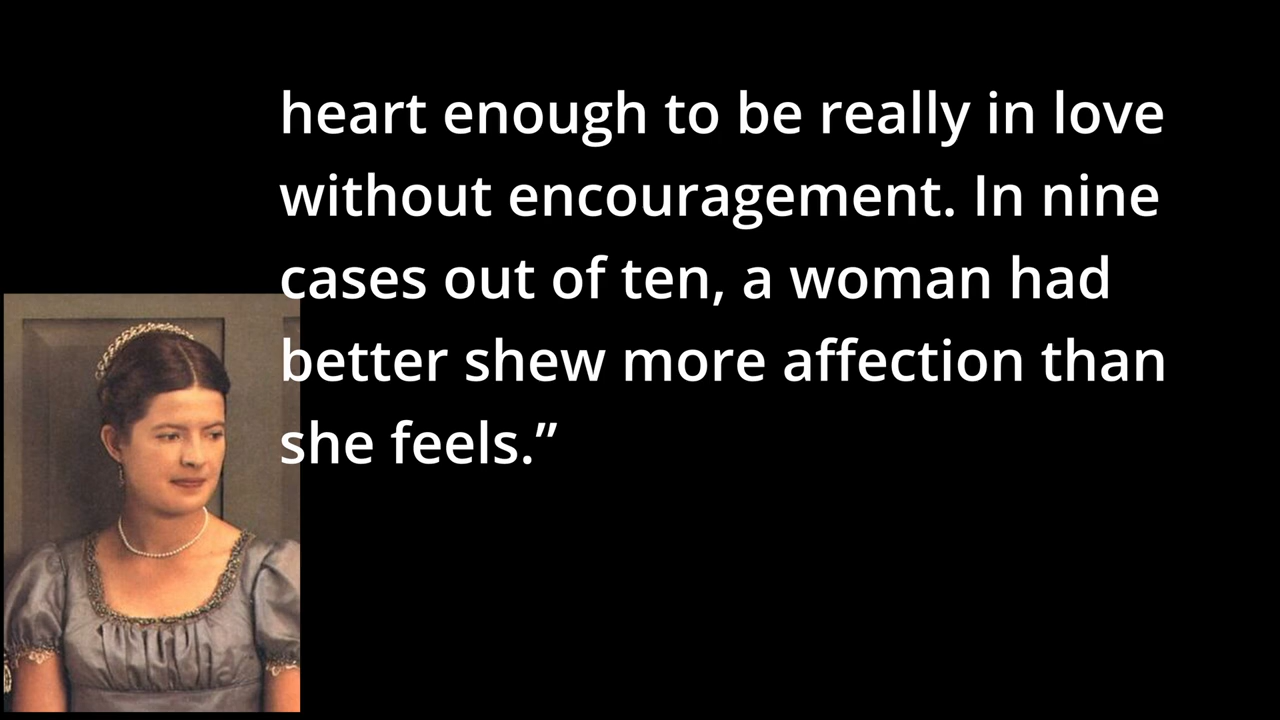 heart enough to be really in love
without encouragement. In nine
cases out of ten, a woman had
better shew more affection than
she feels.”